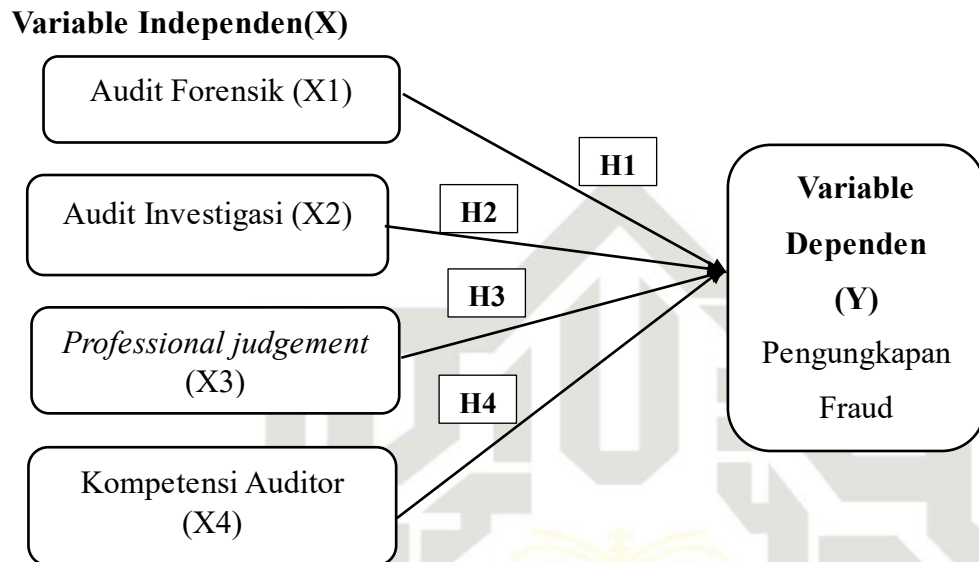 Variable Independen(X)
Audit Forensik (X1)
H1
Audit Investigasi (X2)
H2
H3
Professional judgement
(X3)
H4
Kompetensi Auditor
(X4)
Variable
Dependen
(Y)
Pengungkapan
Fraud